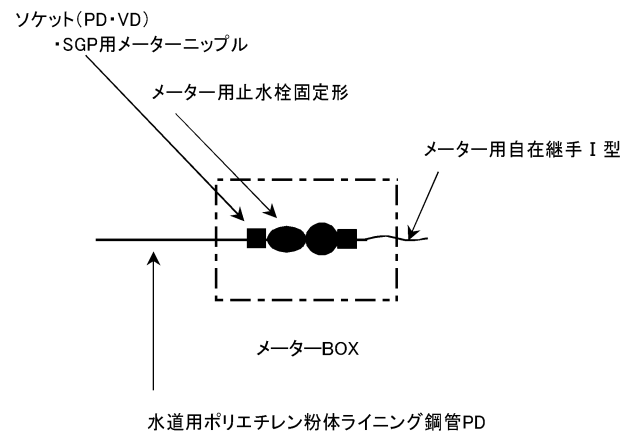 ソケット(PD・VD)
・SGP用メーターニップル
メーター用止水栓固定形
メーター用自在継手Ⅰ型
メーターBOX
水道用ポリエチレン粉体ライニング鋼管PD